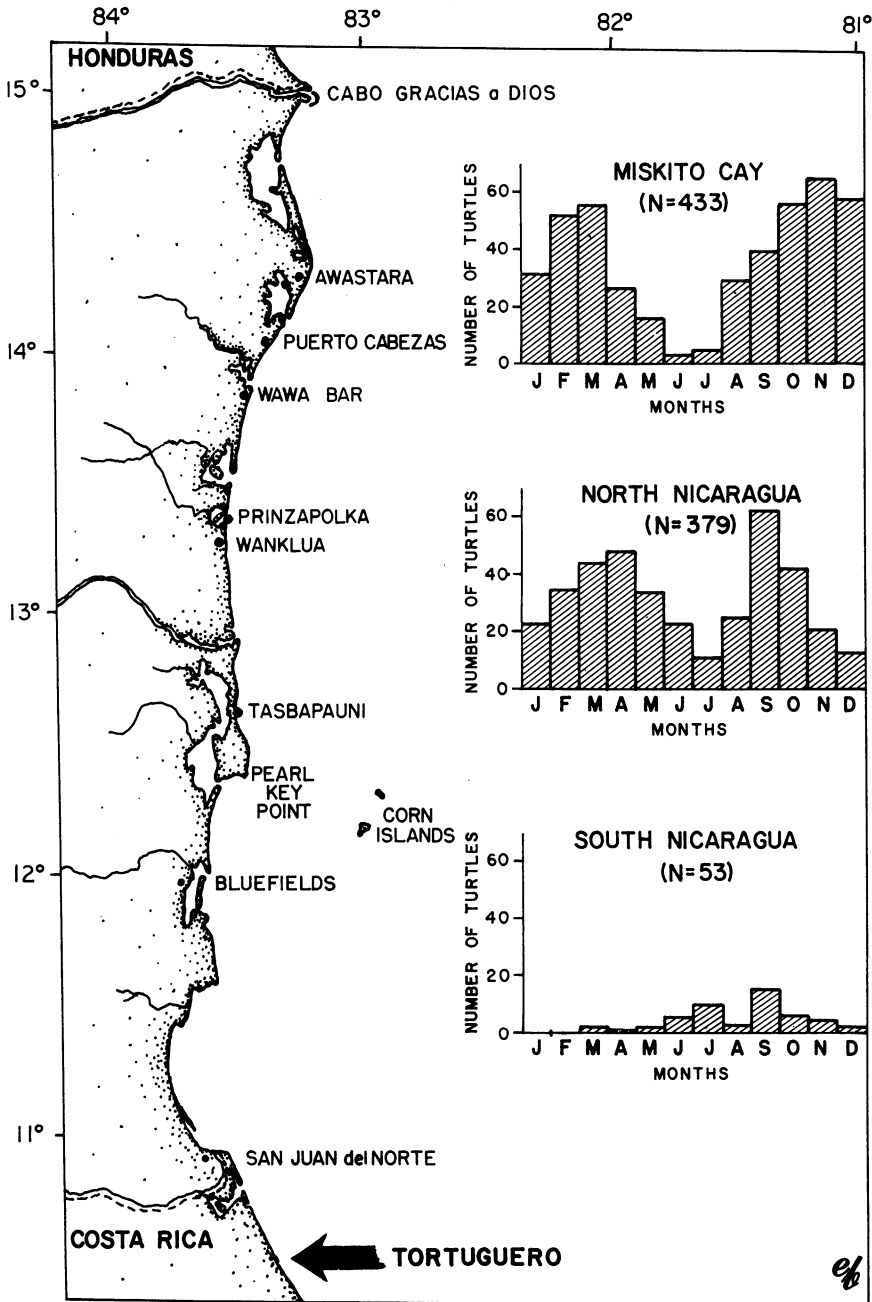 84° 83° 82° 81°
HONDURAS
15°
CABO GRACIAS a DIOS
AWASTARA
PUERTO CABEZAS
14°
WAWA BAR
PRINZAPOLKA
WANKLUA
13°
TASBAPAUNI
PEARL
KEY
POINT
CORN
ISLANDS
12°
BLUEFIELDS
11°
SAN JUAN del NORTE
COSTA RICA
TORTUGUERO
MISKITO CAY
(N=433)
NUMBER OF TURTLES
60
40
20
0
J F M A M J J A S O N D
MONTHS
NORTH NICARAGUA
(N=379)
NUMBER OF TURTLES
60
40
20
0
J F M A M J J A S O N D
MONTHS
SOUTH NICARAGUA
(N=53)
NUMBER OF TURTLES
60
40
20
0
J F M A M J J A S O N D
MONTHS